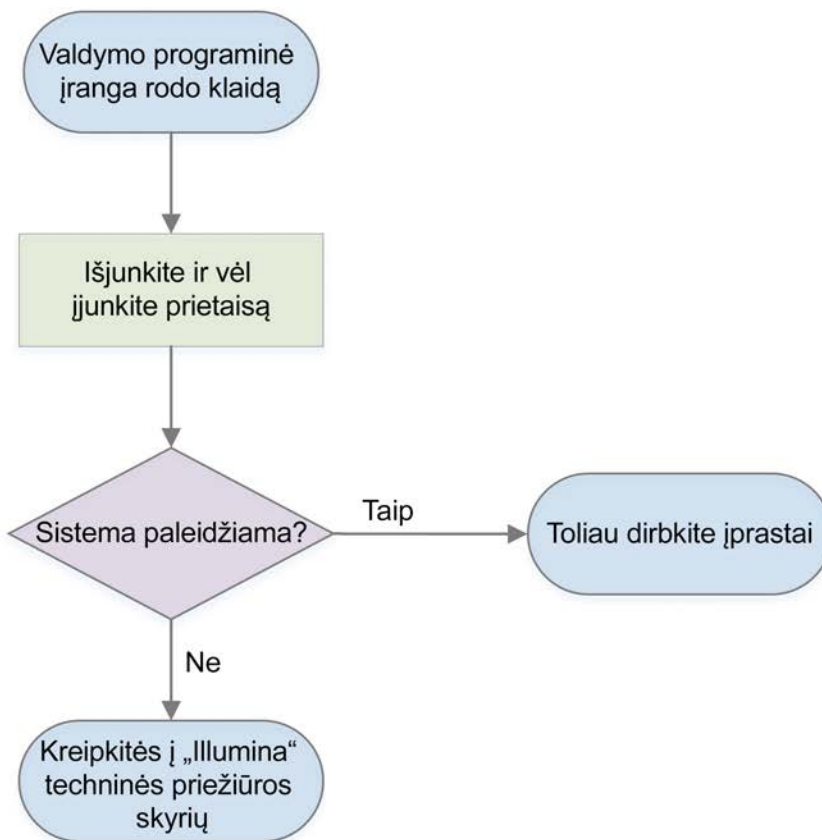 Valdymo programinė
įranga rodo klaidą
Išjunkite ir vėl
įjunkite prietaisą
Sistema paleidžiama?
Taip
Toliau dirbkite įprastai
Ne
Kreipkitės į „Illumina“
techninės priežiūros
skyrių